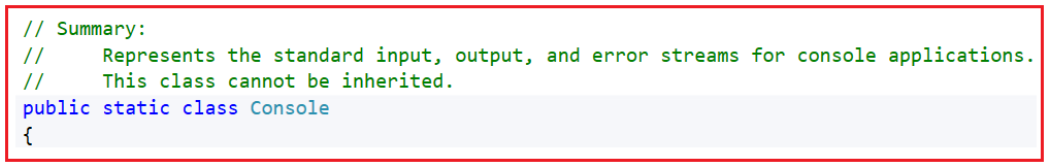 // Summary:
//     Represents the standard input, output, and error streams for console applications.
//     This class cannot be inherited.
public static class Console
{